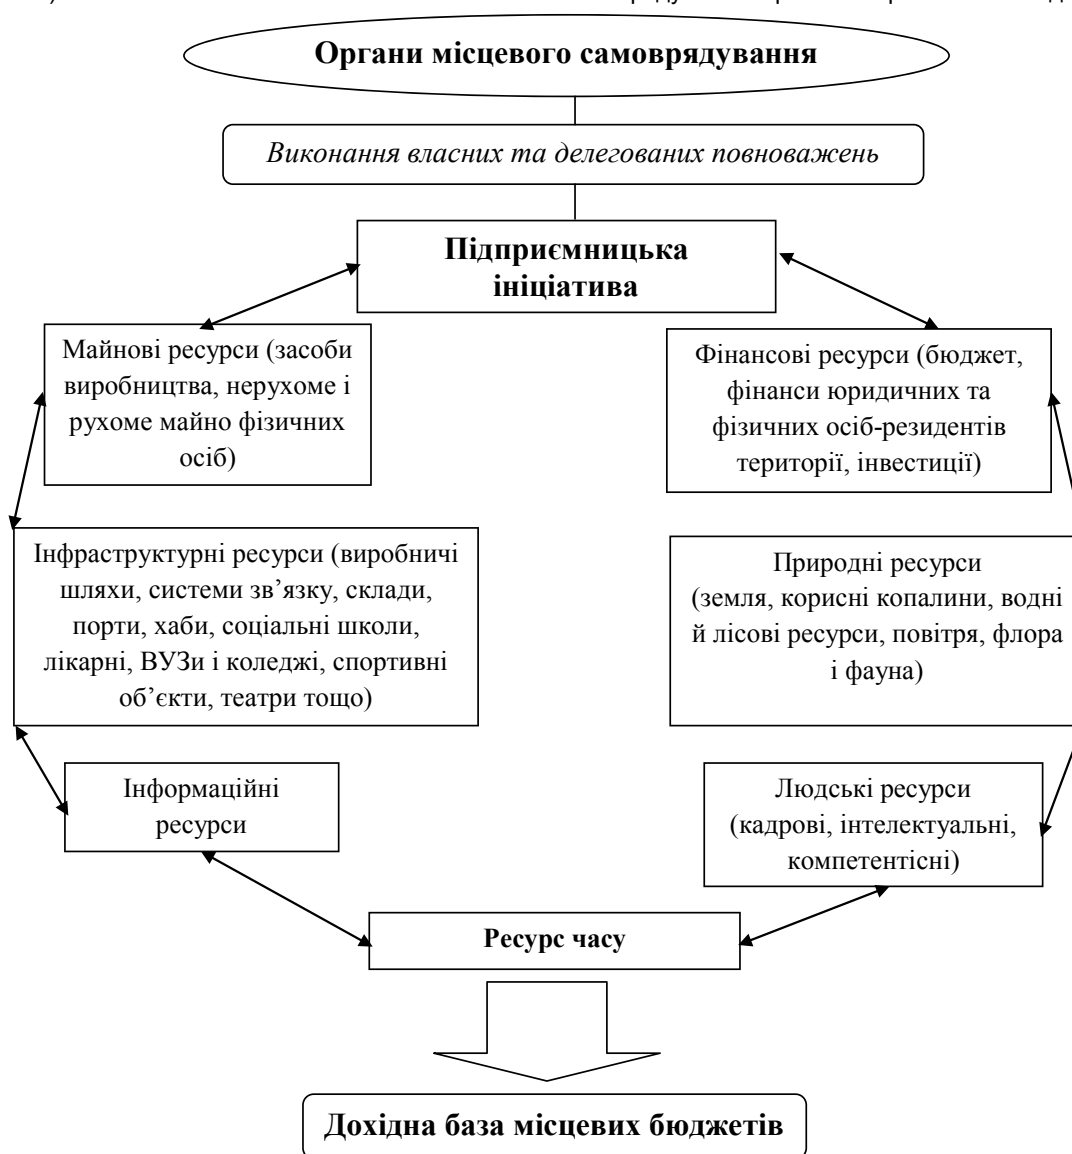 Органи місцевого самоврядування
Виконання власних та делегованих повноважень
Підприємницька
ініціатива
Майнові ресурси (засоби
виробництва, нерухоме і
рухоме майно фізичних
осіб)
Фінансові ресурси (бюджет,
фінанси юридичних та
фізичних осіб-резидентів
території, інвестиції)
Інфраструктурні ресурси (виробничі
шляхи, системи зв’язку, склади,
порти, хаби, соціальні школи,
лікарні, ВУЗи і коледжі, спортивні
об’єкти, театри тощо)
Природні ресурси
(земля, корисні копалини, водні
й лісові ресурси, повітря, флора
і фауна)
Інформаційні
ресурси
Людські ресурси
(кадрові, інтелектуальні,
компетентісні)
Ресурс часу
Дохідна база місцевих бюджетів